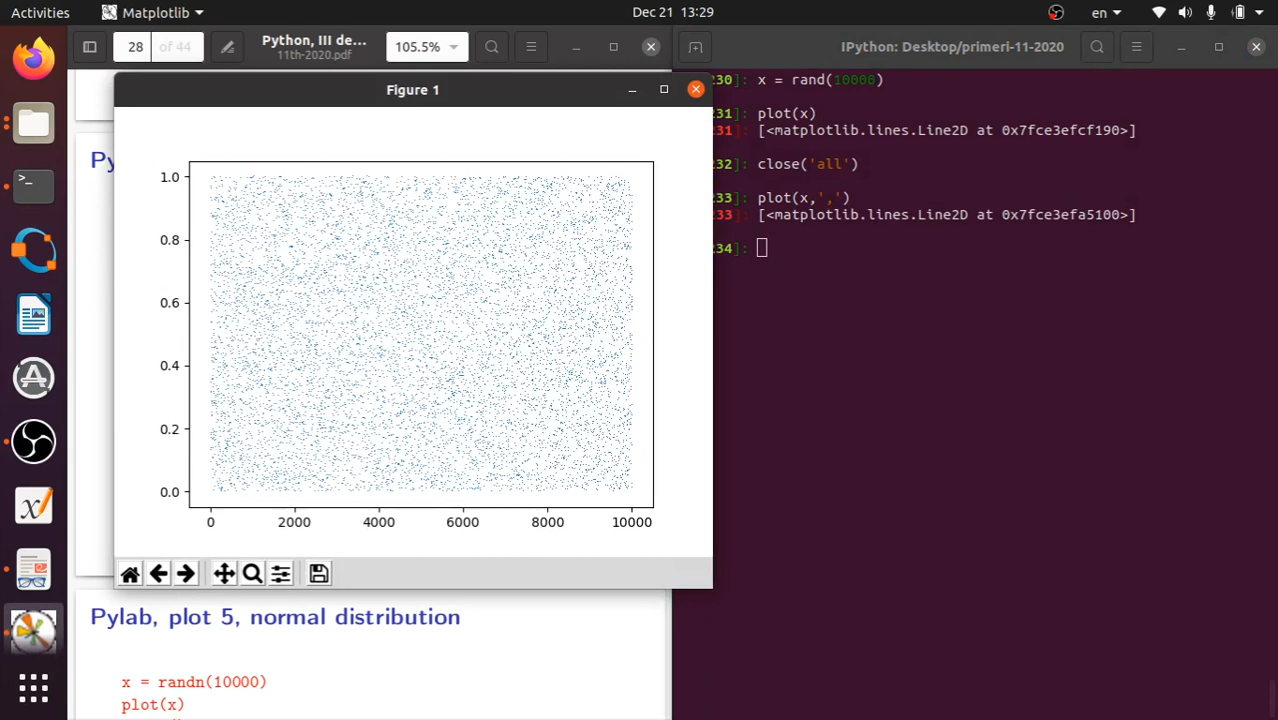 Activities
Matplotlib
Dec 21 13:29
en
28
of 44
Python, III de...
11th-2020.pdf
105.5%
IPython: Desktop/primeri-11-2020
Figure 1
Py
1.0
0.8
0.6
0.4
0.2
0.0
0 2000 4000 6000 8000 10000
230]: x = rand(10000)
31]: plot(x)
31]: [<matplotlib.lines.Line2D at 0x7fce3efcf190>]
32]: close('all')
33]: plot(x,',')
33]: [<matplotlib.lines.Line2D at 0x7fce3efa5100>]
34]:
Pylab, plot 5, normal distribution
x = randn(10000)
plot(x)